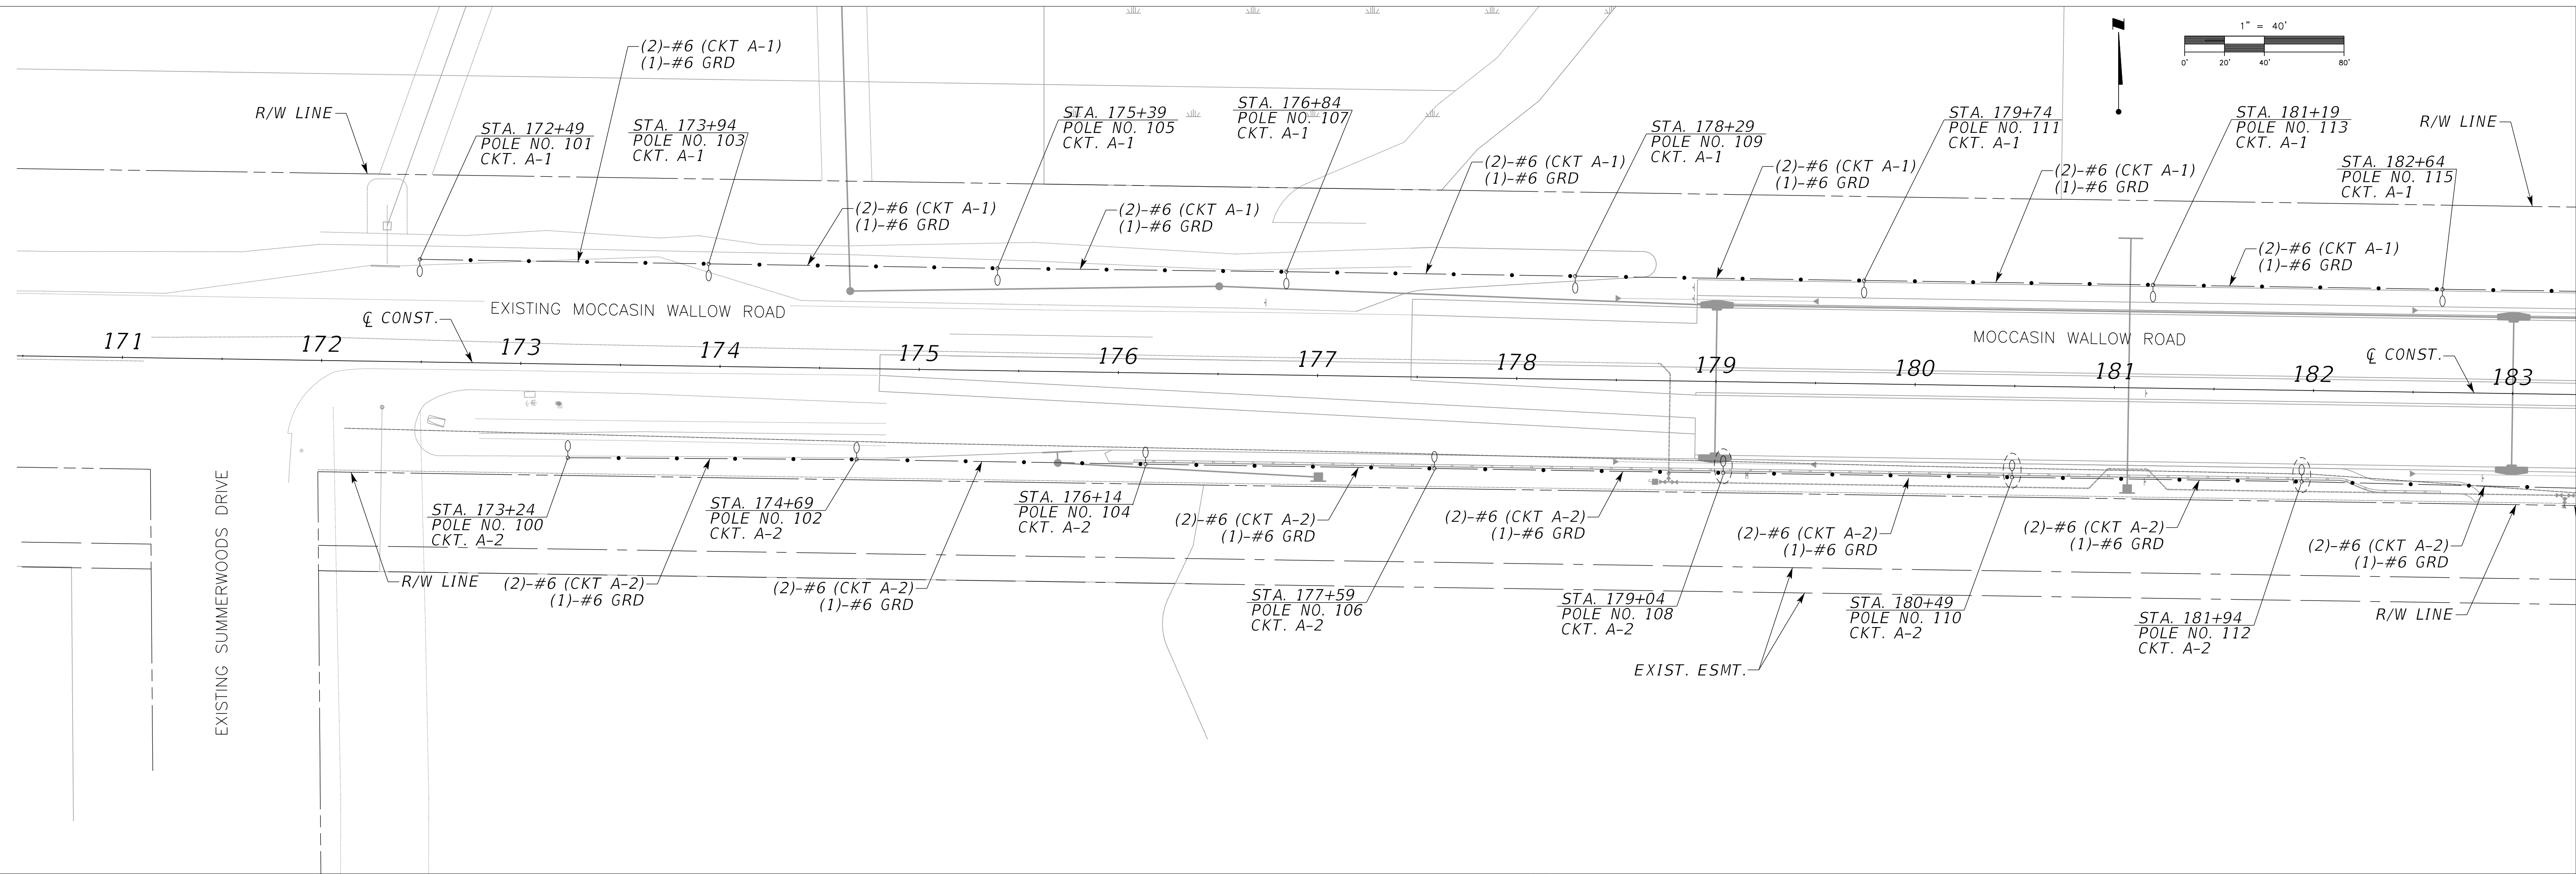 1" = 40'
0' 20' 40' 80'
(2)-#6 (CKT A-1)
(1)-#6 GRD
R/W LINE
STA. 172+49
POLE NO. 101
CKT. A-1
STA. 173+94
POLE NO. 103
CKT. A-1
STA. 175+39
POLE NO. 105
CKT. A-1
STA. 176+84
POLE NO. 107
CKT. A-1
(2)-#6 (CKT A-1)
(1)-#6 GRD
STA. 178+29
POLE NO. 109
CKT. A-1
(2)-#6 (CKT A-1)
(1)-#6 GRD
STA. 179+74
POLE NO. 111
CKT. A-1
(2)-#6 (CKT A-1)
(1)-#6 GRD
STA. 181+19
POLE NO. 113
CKT. A-1
R/W LINE
STA. 182+64
POLE NO. 115
CKT. A-1
(2)-#6 (CKT A-1)
(1)-#6 GRD
(2)-#6 (CKT A-1)
(1)-#6 GRD
(2)-#6 (CKT A-1)
(1)-#6 GRD
EXISTING MOCCASIN WALLOW ROAD
℄ CONST.
MOCCASIN WALLOW ROAD
℄ CONST.
171 172 173 174 175 176 177 178 179 180 181 182 183
EXISTING SUMMERWOODS DRIVE
STA. 173+24
POLE NO. 100
CKT. A-2
R/W LINE
(2)-#6 (CKT A-2)
(1)-#6 GRD
STA. 174+69
POLE NO. 102
CKT. A-2
(2)-#6 (CKT A-2)
(1)-#6 GRD
STA. 176+14
POLE NO. 104
CKT. A-2
(2)-#6 (CKT A-2)
(1)-#6 GRD
STA. 177+59
POLE NO. 106
CKT. A-2
(2)-#6 (CKT A-2)
(1)-#6 GRD
STA. 179+04
POLE NO. 108
CKT. A-2
(2)-#6 (CKT A-2)
(1)-#6 GRD
STA. 180+49
POLE NO. 110
CKT. A-2
(2)-#6 (CKT A-2)
(1)-#6 GRD
STA. 181+94
POLE NO. 112
CKT. A-2
(2)-#6 (CKT A-2)
(1)-#6 GRD
R/W LINE
EXIST. ESMT.